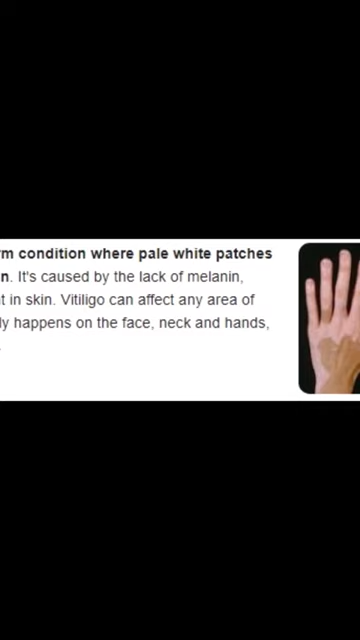 rm condition where pale white patches
n. It's caused by the lack of melanin,
t in skin. Vitiligo can affect any area of
ly happens on the face, neck and hands,
.